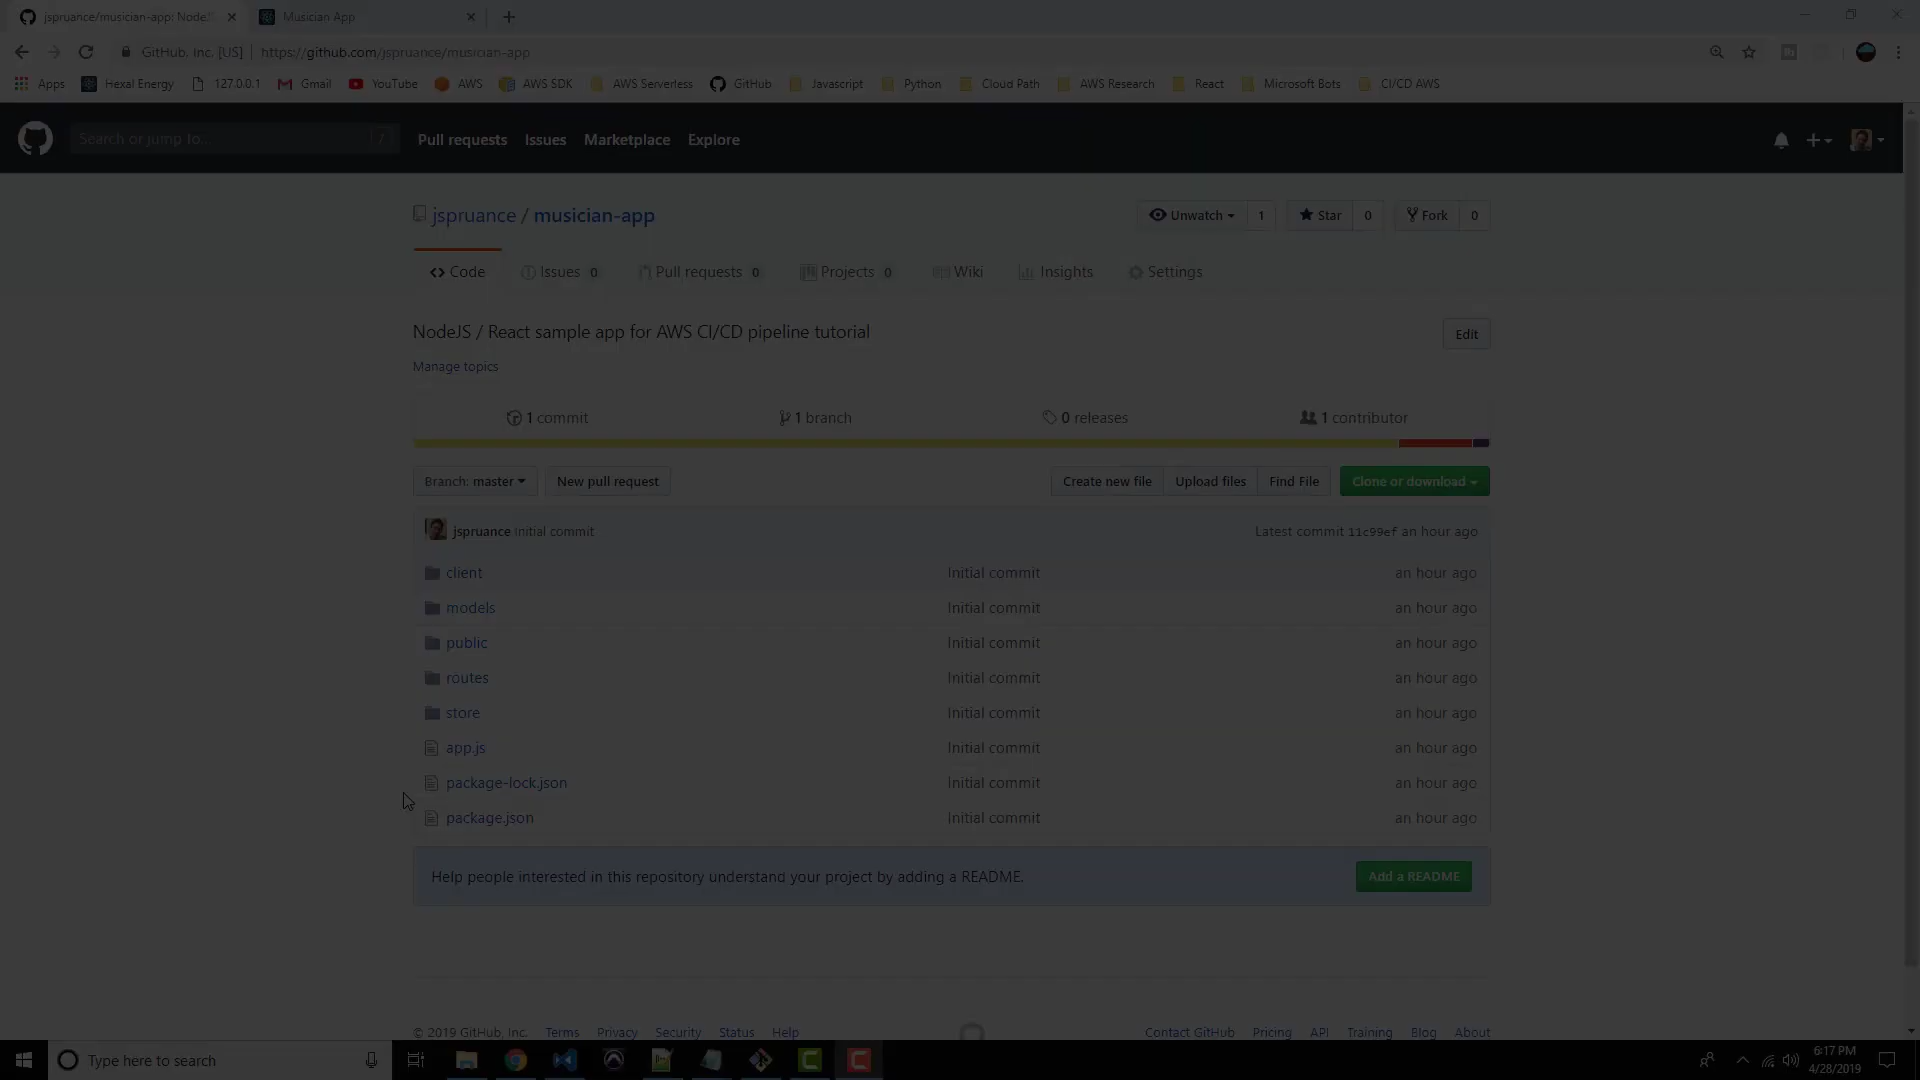 jspruance/musician-app: NodeJS
Musician App
GitHub, Inc. [US] https://github.com/jspruance/musician-app
Apps Hexal Energy 127.0.0.1 Gmail YouTube AWS AWS SDK AWS Serverless GitHub Javascript Python Cloud Path AWS Research React Microsoft Bots CI/CD AWS
Search or jump to... / Pull requests Issues Marketplace Explore
jspruance / musician-app
Unwatch 1 Star 0 Fork 0
Code Issues 0 Pull requests 0 Projects 0 Wiki Insights Settings
NodeJS / React sample app for AWS CI/CD pipeline tutorial
Edit
Manage topics
1 commit 1 branch 0 releases 1 contributor
Branch: master New pull request Create new file Upload files Find File Clone or download
jspruance Initial commit Latest commit 11c99ef an hour ago
client Initial commit an hour ago
models Initial commit an hour ago
public Initial commit an hour ago
routes Initial commit an hour ago
store Initial commit an hour ago
app.js Initial commit an hour ago
package-lock.json Initial commit an hour ago
package.json Initial commit an hour ago
Help people interested in this repository understand your project by adding a README.
Add a README
© 2019 GitHub, Inc. Terms Privacy Security Status Help Contact GitHub Pricing API Training Blog About
Type here to search
6:17 PM
4/28/2019